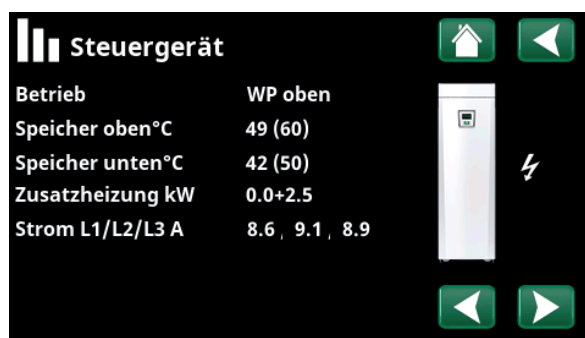 Steuergerät
Betrieb WP oben
Speicher oben°C 49 (60)
Speicher unten°C 42 (50)
Zusatzheizung kW 0.0+2.5
Strom L1/L2/L3 A 8.6 , 9.1 , 8.9